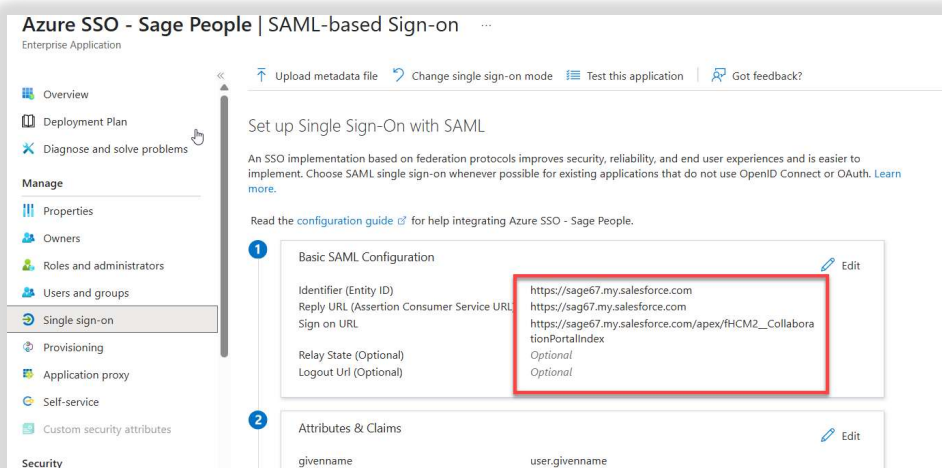 Azure SSO - Sage People | SAML-based Sign-on ...
Enterprise Application
«
Upload metadata file
Change single sign-on mode
Test this application
Got feedback?
Overview
Deployment Plan
Diagnose and solve problems
Manage
Properties
Owners
Roles and administrators
Users and groups
Single sign-on
Provisioning
Application proxy
Self-service
Custom security attributes
Security
Set up Single Sign-On with SAML
An SSO implementation based on federation protocols improves security, reliability, and end user experiences and is easier to
implement. Choose SAML single sign-on whenever possible for existing applications that do not use OpenID Connect or OAuth. Learn
more.
Read the configuration guide for help integrating Azure SSO - Sage People.
1
Basic SAML Configuration
Edit
Identifier (Entity ID) https://sage67.my.salesforce.com
Reply URL (Assertion Consumer Service URL) https://sag67.my.salesforce.com
Sign on URL https://sage67.my.salesforce.com/apex/fHCM2__Collabora
tionPortalIndex
Relay State (Optional) Optional
Logout Url (Optional) Optional
2
Attributes & Claims
Edit
givenname user.givenname